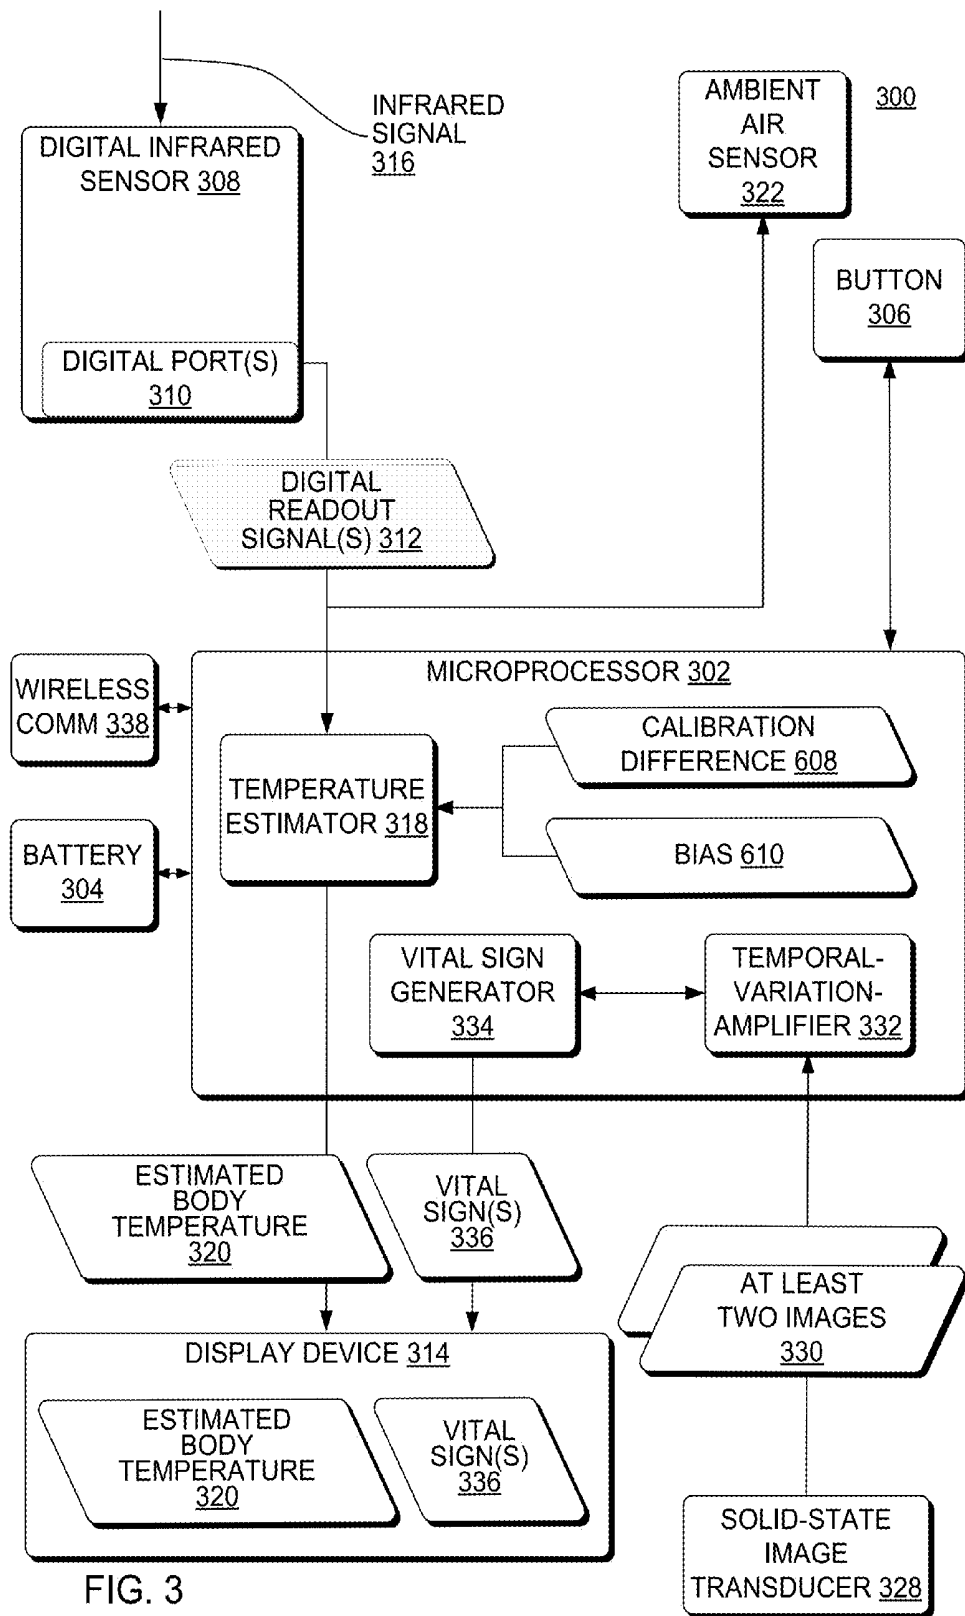 INFRARED
SIGNAL
316
AMBIENT
AIR
SENSOR
322
300
DIGITAL INFRARED
SENSOR 308
DIGITAL PORT(S)
310
BUTTON
306
DIGITAL
READOUT
SIGNAL(S) 312
MICROPROCESSOR 302
WIRELESS
COMM 338
BATTERY
304
TEMPERATURE
ESTIMATOR 318
CALIBRATION
DIFFERENCE 608
BIAS 610
VITAL SIGN
GENERATOR
334
TEMPORAL-
VARIATION-
AMPLIFIER 332
ESTIMATED
BODY
TEMPERATURE
320
VITAL
SIGN(S)
336
AT LEAST
TWO IMAGES
330
DISPLAY DEVICE 314
ESTIMATED
BODY
TEMPERATURE
320
VITAL
SIGN(S)
336
SOLID-STATE
IMAGE
TRANSDUCER 328
FIG. 3